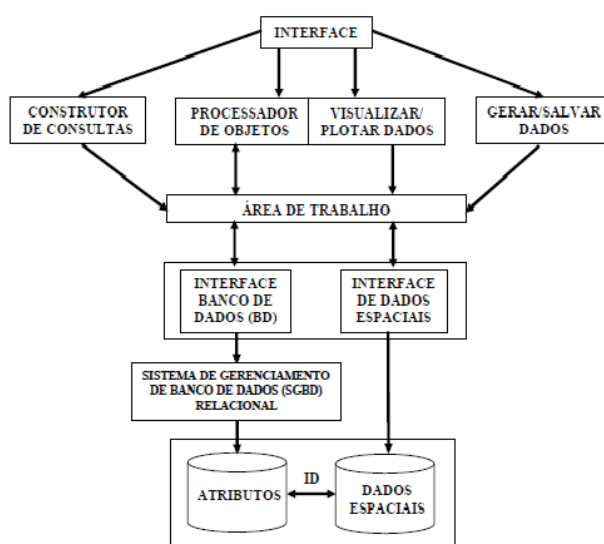 INTERFACE
CONSTRUTOR
DE CONSULTAS
PROCESSADOR
DE OBJETOS
VISUALIZAR/
PLOTAR DADOS
GERAR/SALVAR
DADOS
ÁREA DE TRABALHO
INTERFACE
BANCO DE
DADOS (BD)
INTERFACE
DE DADOS
ESPACIAIS
SISTEMA DE GERENCIAMENTO
DE BANCO DE DADOS (SGBD)
RELACIONAL
ATRIBUTOS
ID
DADOS
ESPACIAIS